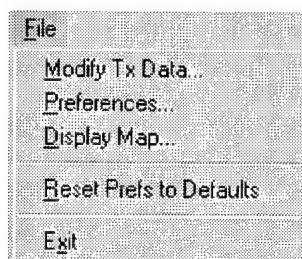 File
Modify Tx Data...
Preferences...
Display Map...
Reset Prefs to Defaults
Exit